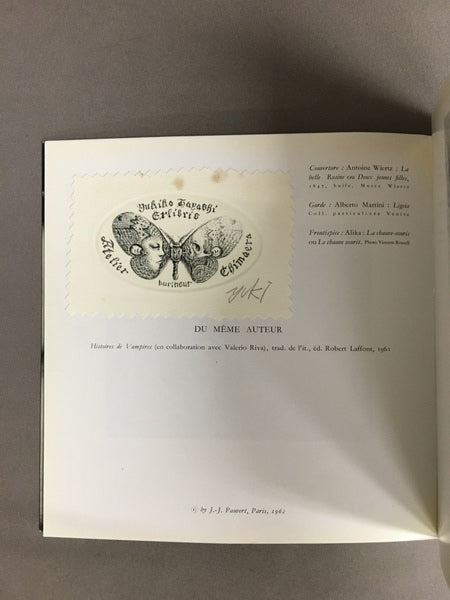 Yukiko Hayashi
Exlibris
Atelier Chimaera
burineur
yuki
Couverture : Antoine Wiertz : La
belle Rosine ou Deux jeunes filles,
1847, huile, Musée Wiertz
Garde : Alberto Martini : Ligeia
Coll. particulière Venise
Frontispice : Alika : La chauve-souris
ou La chauve sourit. Photo Vincent Rossell
DU MÊME AUTEUR
Histoires de Vampires (en collaboration avec Valerio Riva), trad. de l'it., éd. Robert Laffont, 1961
© by J.-J. Pauvert, Paris, 1962